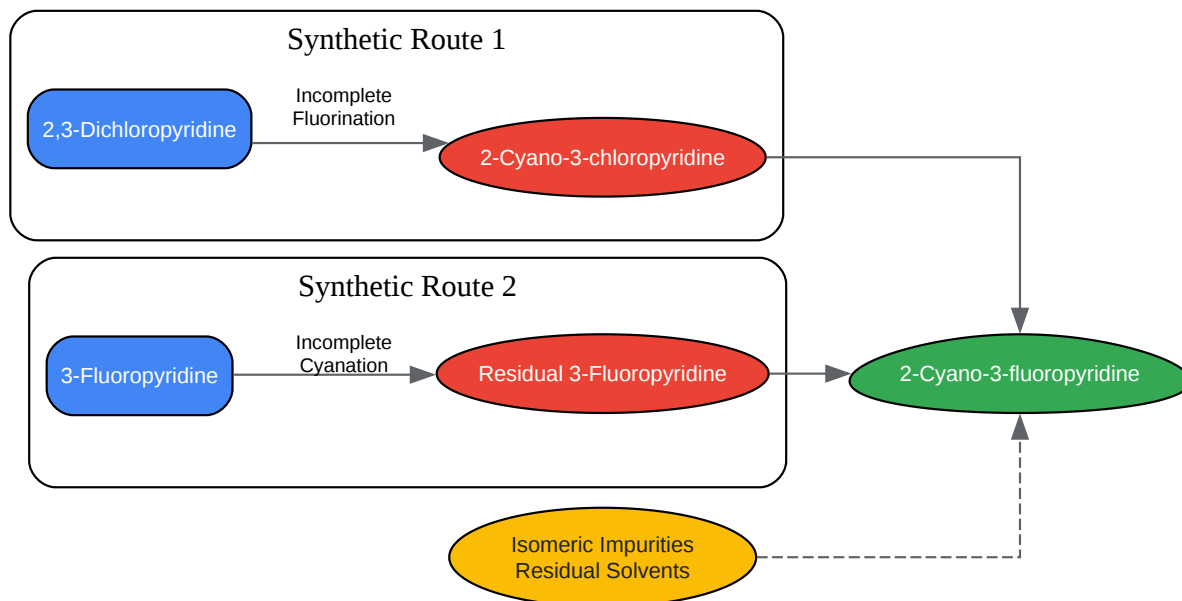 Synthetic Route 1
2,3-Dichloropyridine
Incomplete
Fluorination
2-Cyano-3-chloropyridine
Synthetic Route 2
3-Fluoropyridine
Incomplete
Cyanation
Residual 3-Fluoropyridine
2-Cyano-3-fluoropyridine
Isomeric Impurities
Residual Solvents